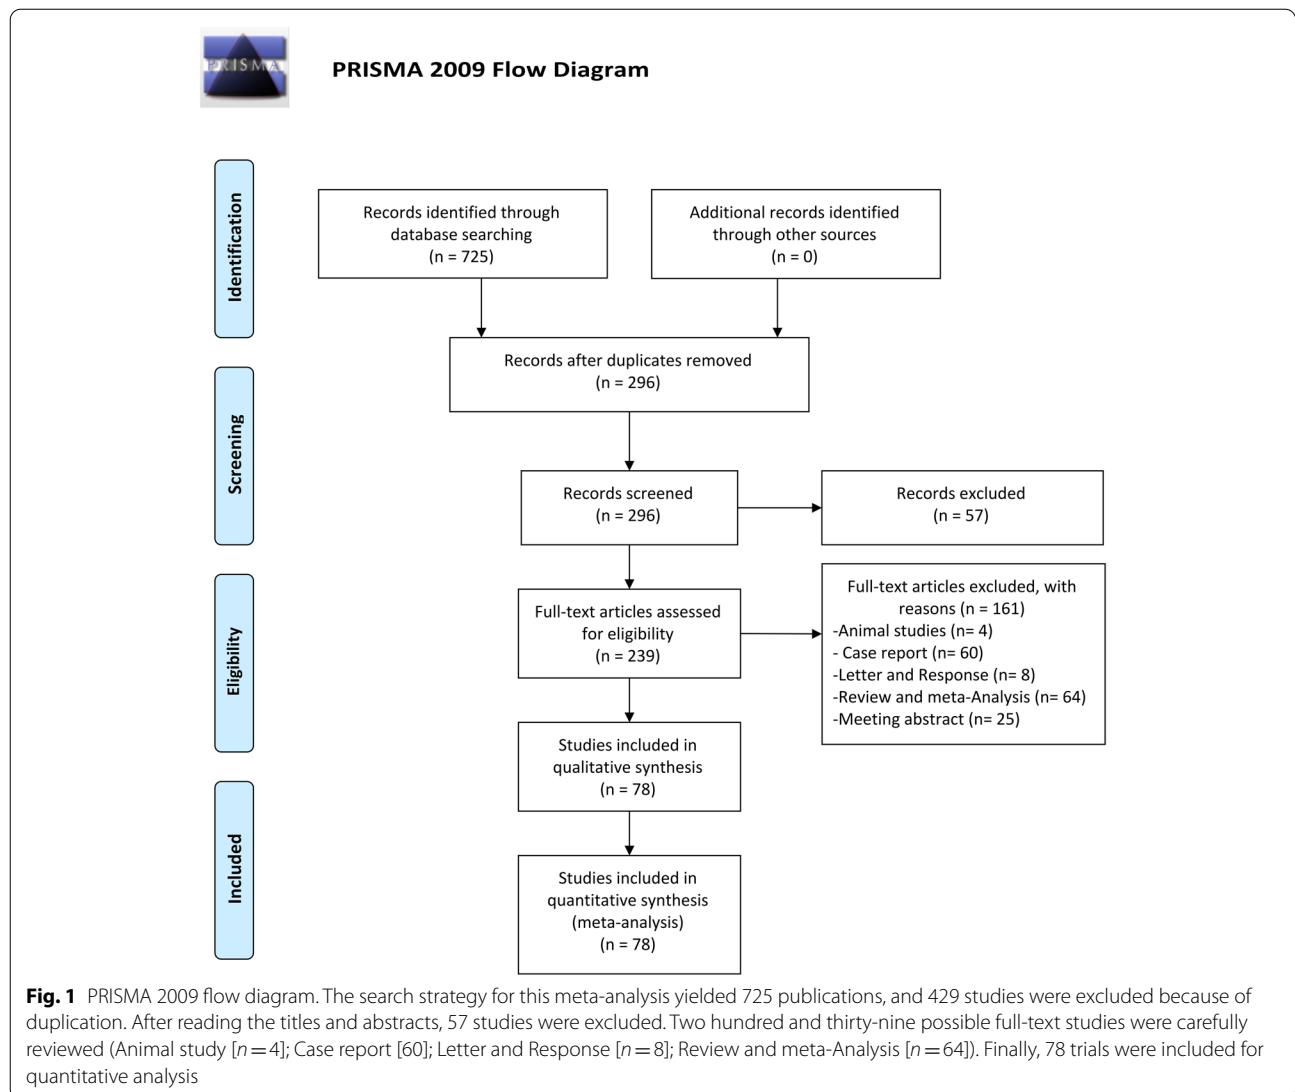 PRISMA
PRISMA 2009 Flow Diagram
Identification
Records identified through
database searching
(n = 725)
Additional records identified
through other sources
(n = 0)
Records after duplicates removed
(n = 296)
Screening
Records screened
(n = 296)
Records excluded
(n = 57)
Eligibility
Full-text articles assessed
for eligibility
(n = 239)
Full-text articles excluded, with
reasons (n = 161)
-Animal studies (n= 4)
- Case report (n= 60)
-Letter and Response (n= 8)
-Review and meta-Analysis (n= 64)
-Meeting abstract (n= 25)
Studies included in
qualitative synthesis
(n = 78)
Included
Studies included in
quantitative synthesis
(meta-analysis)
(n = 78)
Fig. 1 PRISMA 2009 flow diagram. The search strategy for this meta-analysis yielded 725 publications, and 429 studies were excluded because of
duplication. After reading the titles and abstracts, 57 studies were excluded. Two hundred and thirty-nine possible full-text studies were carefully
reviewed (Animal study [n = 4]; Case report [60]; Letter and Response [n = 8]; Review and meta-Analysis [n = 64]). Finally, 78 trials were included for
quantitative analysis